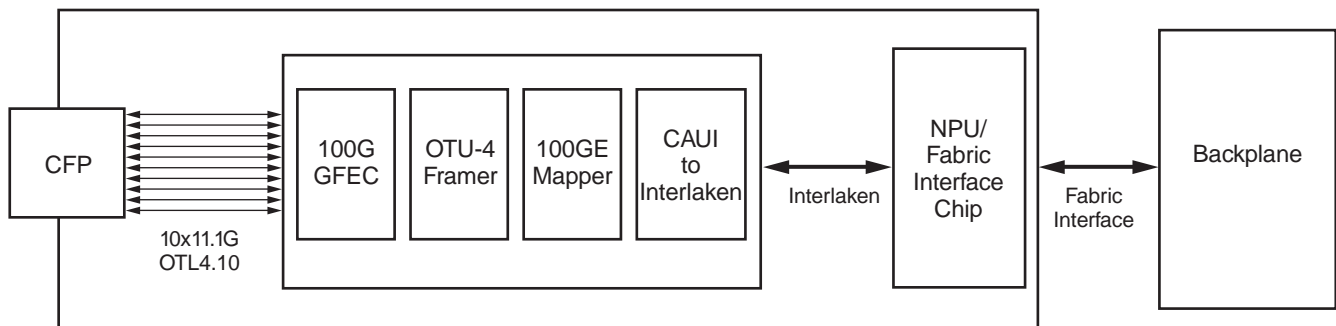 CFP
10x11.1G
OTL4.10
100G
GFEC
OTU-4
Framer
100GE
Mapper
CAUI
to
Interlaken
Interlaken
NPU/
Fabric
Interface
Chip
Fabric
Interface
Backplane